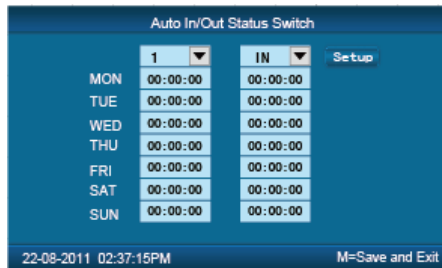 Auto In/Out Status Switch
1 IN Setup
MON 00:00:00 00:00:00
TUE 00:00:00 00:00:00
WED 00:00:00 00:00:00
THU 00:00:00 00:00:00
FRI 00:00:00 00:00:00
SAT 00:00:00 00:00:00
SUN 00:00:00 00:00:00
22-08-2011 02:37:15PM M=Save and Exit